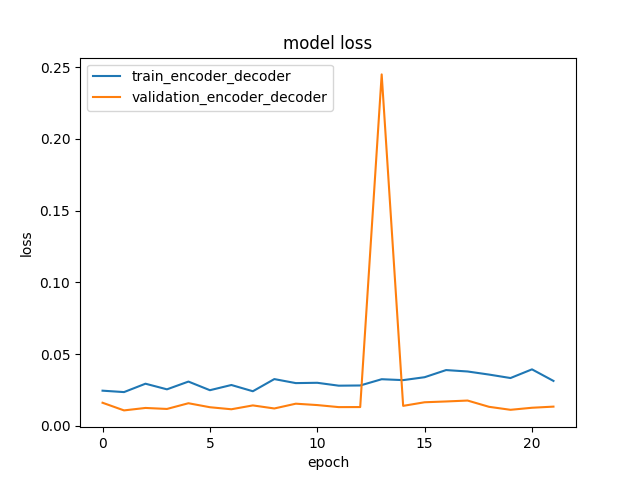 model loss
train_encoder_decoder
validation_encoder_decoder
0.25
0.20
0.15
0.10
0.05
0.00
loss
0 5 10 15 20
epoch